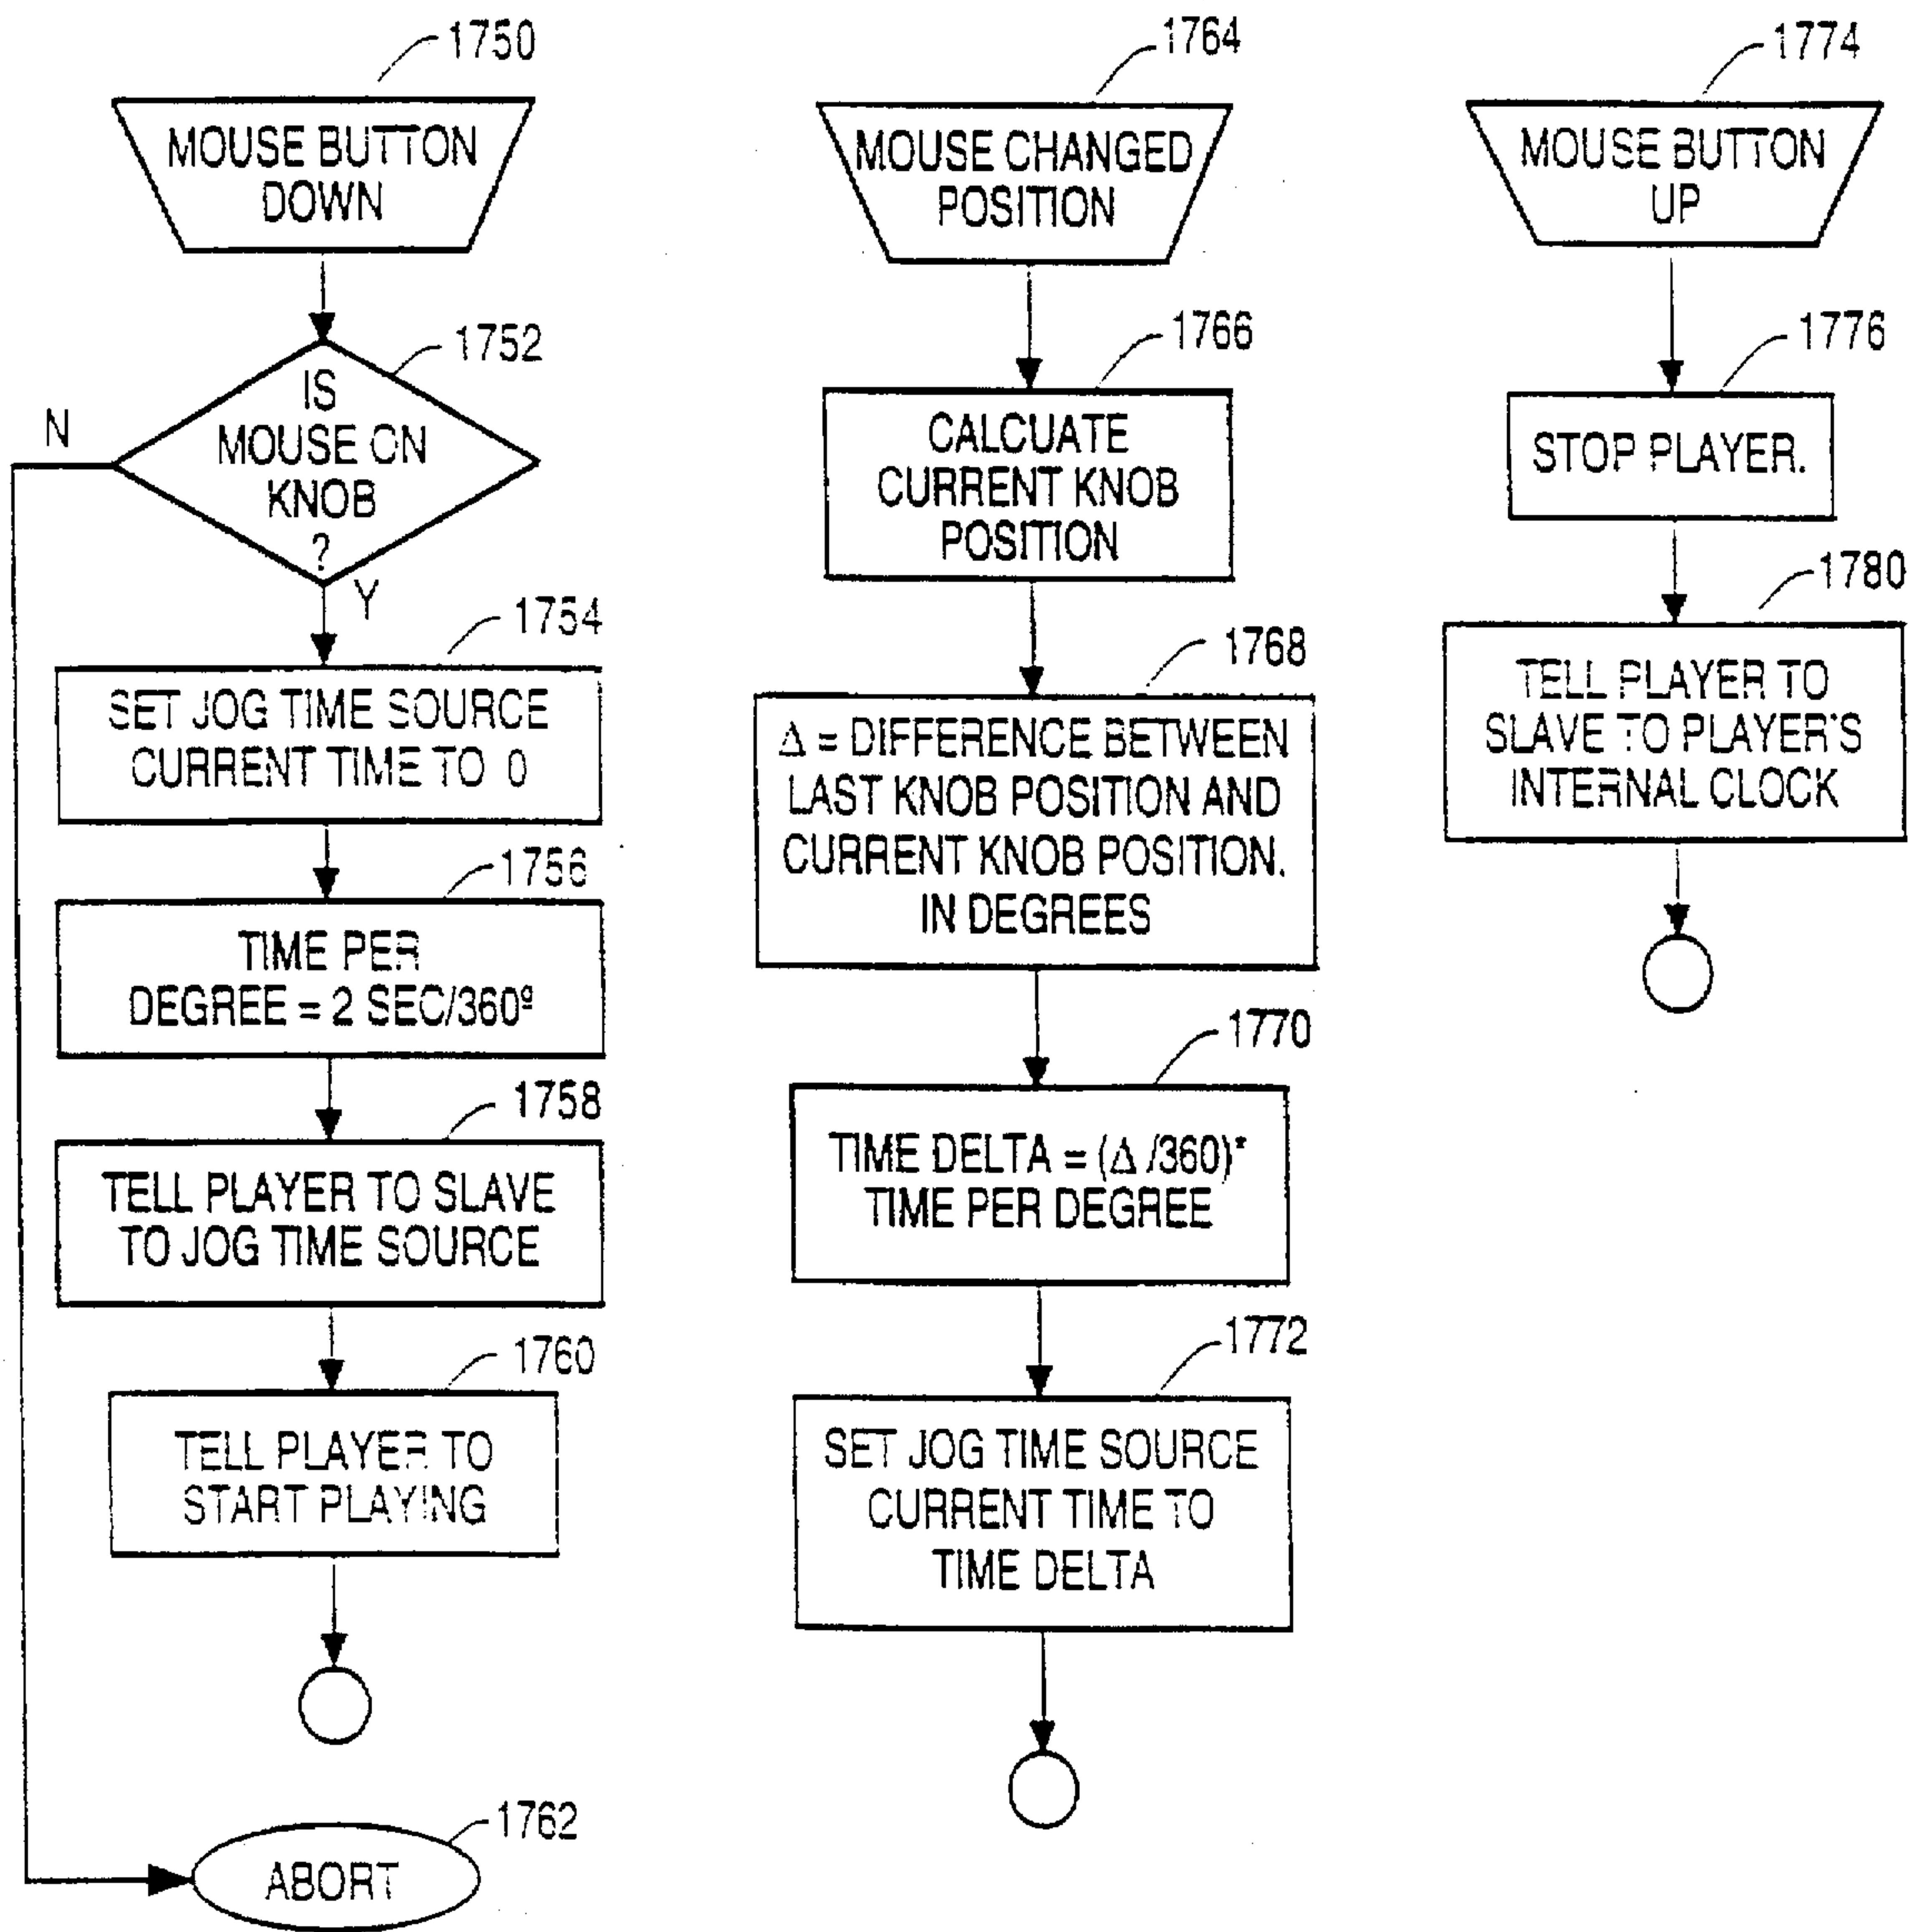 1750
MOUSE BUTTON
DOWN
1752
IS
MOUSE ON
KNOB
?
N
Y
1754
SET JOG TIME SOURCE
CURRENT TIME TO 0
1756
TIME PER
DEGREE = 2 SEC/360º
1758
TELL PLAYER TO SLAVE
TO JOG TIME SOURCE
1760
TELL PLAYER TO
START PLAYING
1762
ABORT
1764
MOUSE CHANGED
POSITION
1766
CALCUATE
CURRENT KNOB
POSITION
1768
Δ = DIFFERENCE BETWEEN
LAST KNOB POSITION AND
CURRENT KNOB POSITION.
IN DEGREES
1770
TIME DELTA = (Δ /360)*
TIME PER DEGREE
1772
SET JOG TIME SOURCE
CURRENT TIME TO
TIME DELTA
1774
MOUSE BUTTON
UP
1776
STOP PLAYER.
1780
TELL PLAYER TO
SLAVE TO PLAYER'S
INTERNAL CLOCK